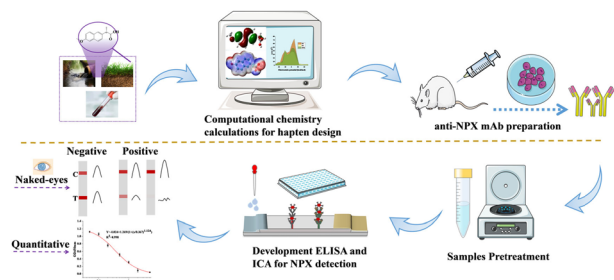 Computational chemistry
calculations for hapten design
anti-NPX mAb preparation
Negative Positive
Naked-eyes
C
T
Quantitative
Development ELISA and
ICA for NPX detection
Samples Pretreatment